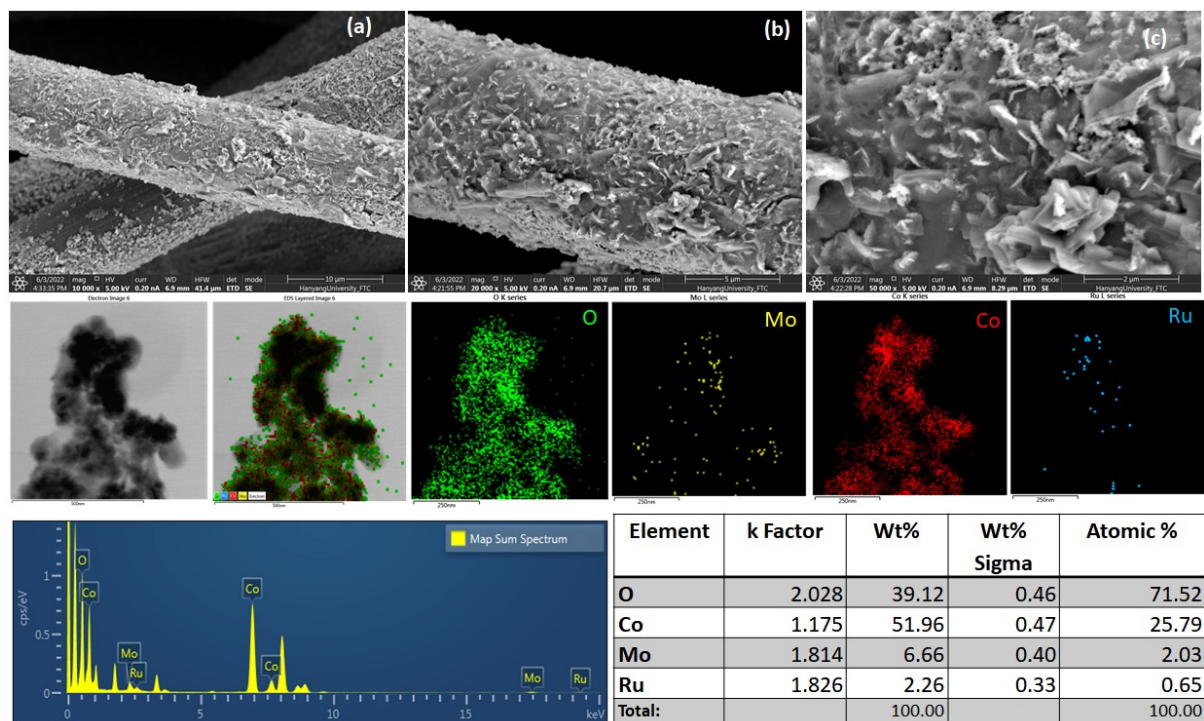 (a)
6/3/2022 mag □ HV curr WD HFW det mode 10 µm
4:33:35 PM 10 000 x 5.00 kV 0.20 nA 6.9 mm 41.4 µm ETD SE HanyangUniversity_FTC
(b)
6/3/2022 mag □ HV curr WD HFW det mode 5 µm
4:21:55 PM 20 000 x 5.00 kV 0.20 nA 6.9 mm 20.7 µm ETD SE HanyangUniversity_FTC
(c)
6/3/2022 mag □ HV curr WD HFW det mode 2 µm
4:22:28 PM 50 000 x 5.00 kV 0.20 nA 6.9 mm 8.29 µm ETD SE HanyangUniversity_FTC
Electron Image 6
500nm
EDS Layered Image 6
Electron
500nm
O K series
O
250nm
Mo L series
Mo
250nm
Co K series
Co
250nm
Ru L series
Ru
250nm
Map Sum Spectrum
cps/eV
1
0.5
0
O
Co
Mo
Ru
Co
Co
Mo
Ru
0 5 10 15 keV
Element k Factor Wt% Wt% Sigma Atomic %
O 2.028 39.12 0.46 71.52
Co 1.175 51.96 0.47 25.79
Mo 1.814 6.66 0.40 2.03
Ru 1.826 2.26 0.33 0.65
Total: 100.00 100.00